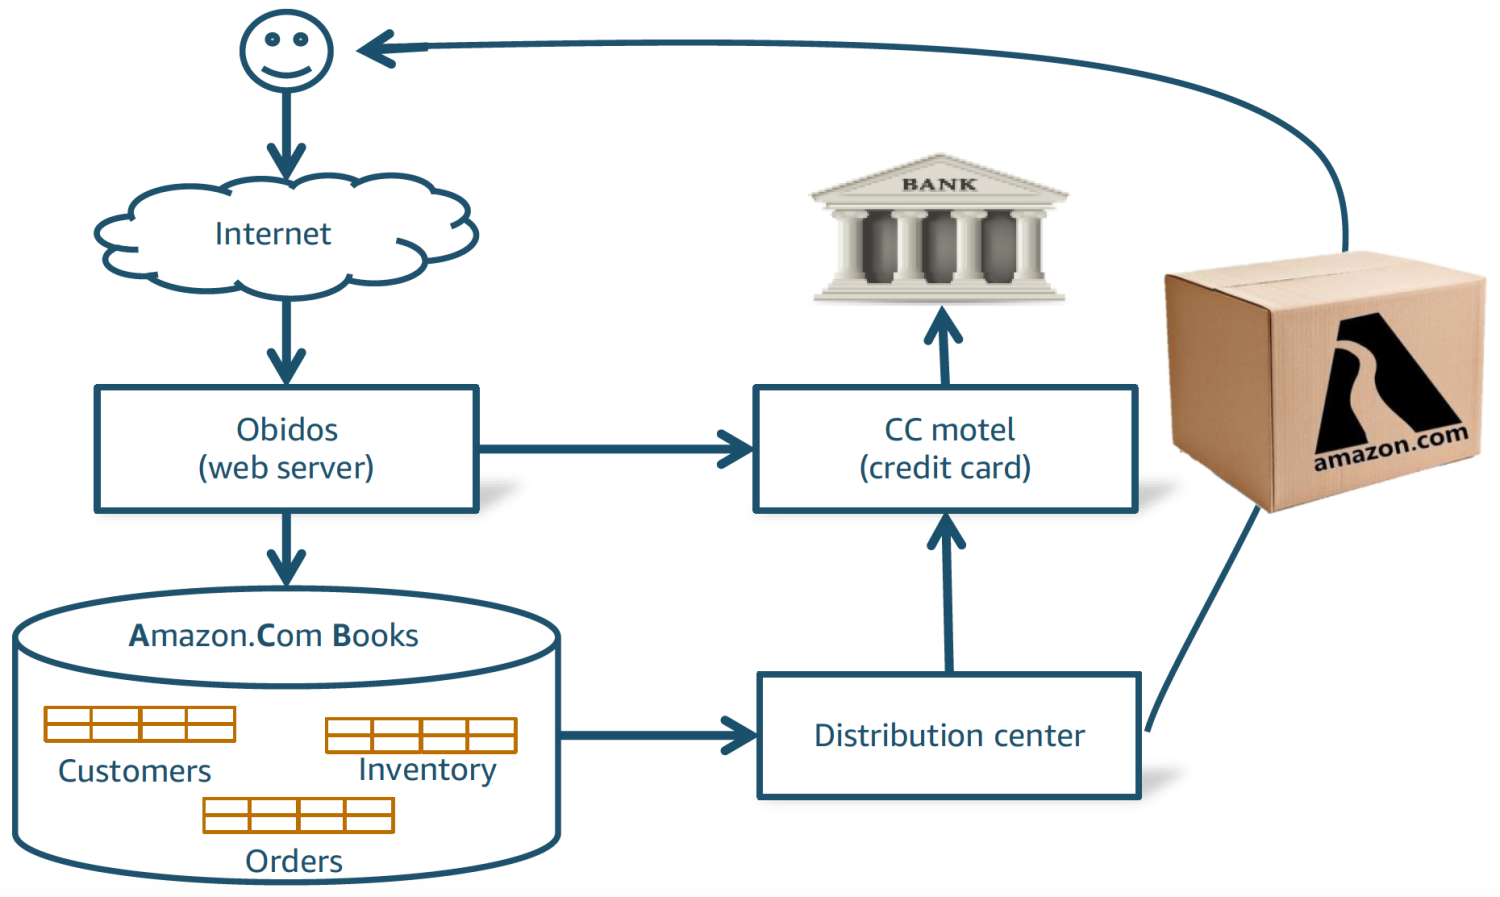 Internet
BANK
Obidos
(web server)
CC motel
(credit card)
amazon.com
Amazon.Com Books
Customers
Inventory
Orders
Distribution center